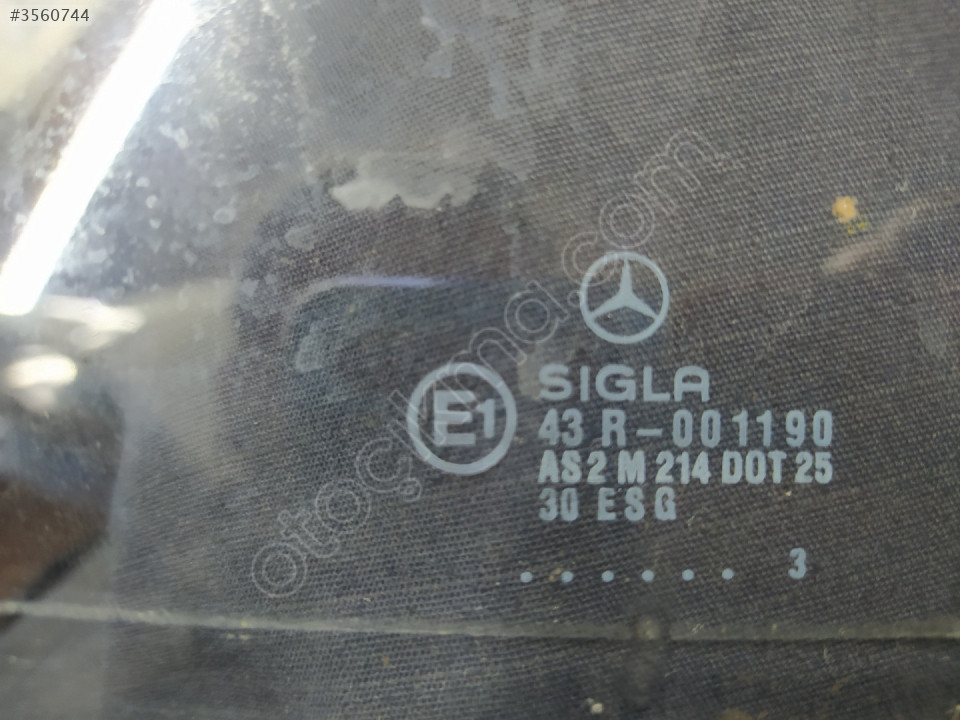 #3560744
otoçıkma.com
SIGLA
E1
43 R-001190
AS2 M 214 DOT 25
30 ESG
...... 3